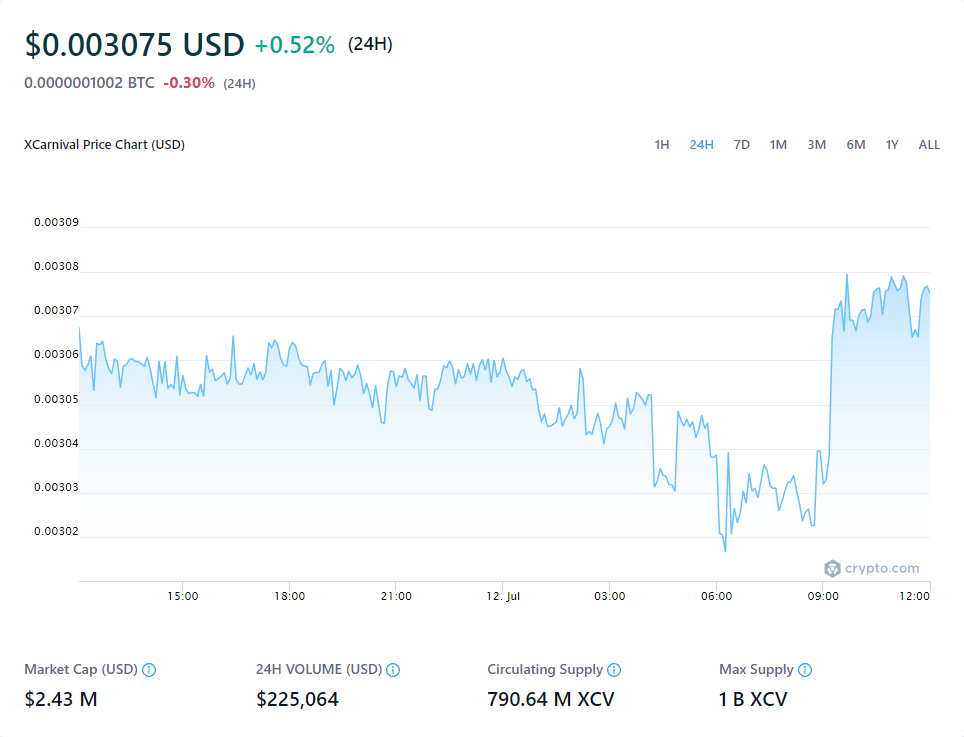 $0.003075 USD +0.52% (24H)
0.0000001002 BTC -0.30% (24H)
XCarnival Price Chart (USD) 1H 24H 7D 1M 3M 6M 1Y ALL
0.00309
0.00308
0.00307
0.00306
0.00305
0.00304
0.00303
0.00302
crypto.com
15:00 18:00 21:00 12. Jul 03:00 06:00 09:00 12:00
Market Cap (USD) 24H VOLUME (USD) Circulating Supply Max Supply
$2.43 M $225,064 790.64 M XCV 1 B XCV